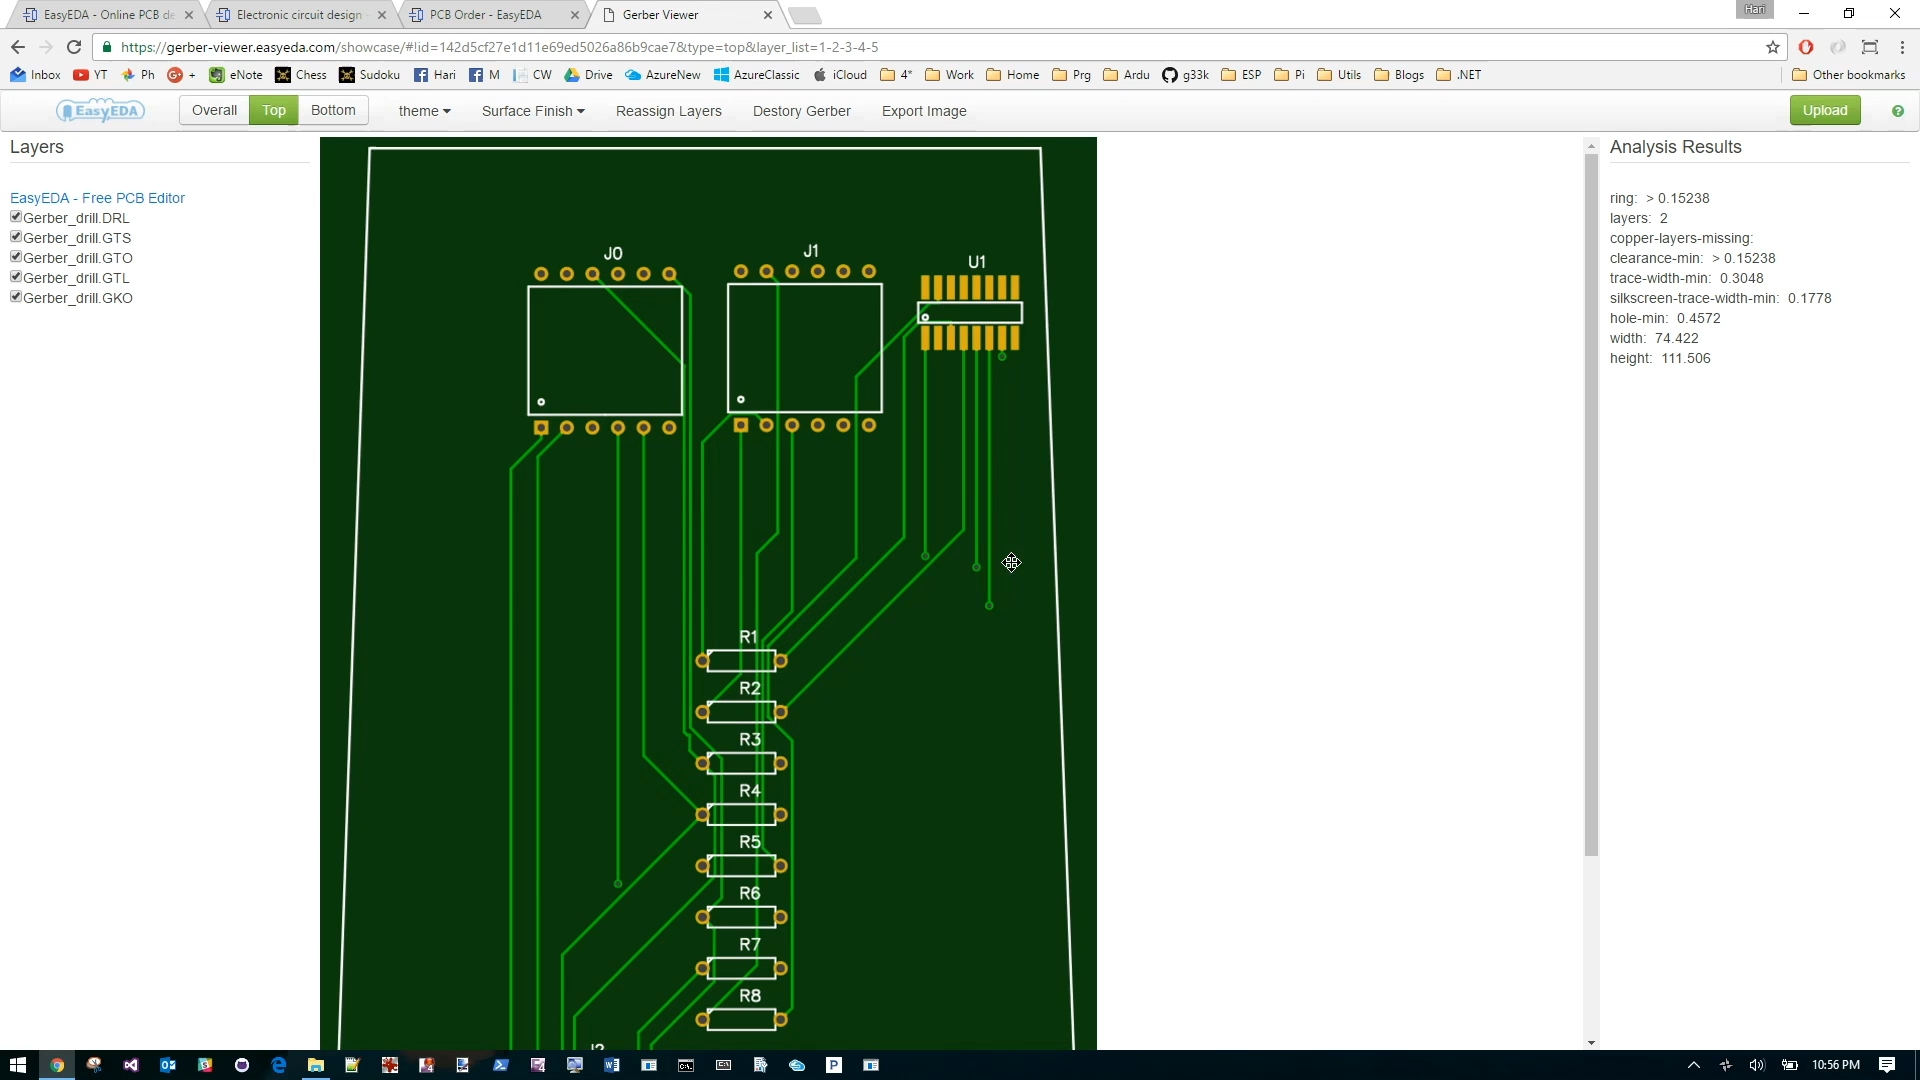 EasyEDA - Online PCB de
Electronic circuit design -
PCB Order - EasyEDA
Gerber Viewer
Hari
https://gerber-viewer.easyeda.com/showcase/#!id=142d5cf27e1d11e69ed5026a86b9cae7&type=top&layer_list=1-2-3-4-5
Inbox YT Ph + eNote Chess Sudoku Hari M CW Drive AzureNew AzureClassic iCloud 4* Work Home Prg Ardu g33k ESP Pi Utils Blogs .NET Other bookmarks
EasyEDA Overall Top Bottom theme Surface Finish Reassign Layers Destory Gerber Export Image Upload ?
Layers
EasyEDA - Free PCB Editor
Gerber_drill.DRL
Gerber_drill.GTS
Gerber_drill.GTO
Gerber_drill.GTL
Gerber_drill.GKO
J0
J1
U1
R1
R2
R3
R4
R5
R6
R7
R8
J2
Analysis Results
ring: > 0.15238
layers: 2
copper-layers-missing:
clearance-min: > 0.15238
trace-width-min: 0.3048
silkscreen-trace-width-min: 0.1778
hole-min: 0.4572
width: 74.422
height: 111.506
10:56 PM